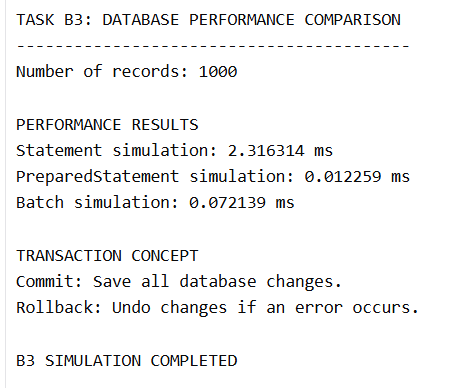 TASK B3: DATABASE PERFORMANCE COMPARISON
-----------------------------------------
Number of records: 1000
PERFORMANCE RESULTS
Statement simulation: 2.316314 ms
PreparedStatement simulation: 0.012259 ms
Batch simulation: 0.072139 ms
TRANSACTION CONCEPT
Commit: Save all database changes.
Rollback: Undo changes if an error occurs.
B3 SIMULATION COMPLETED